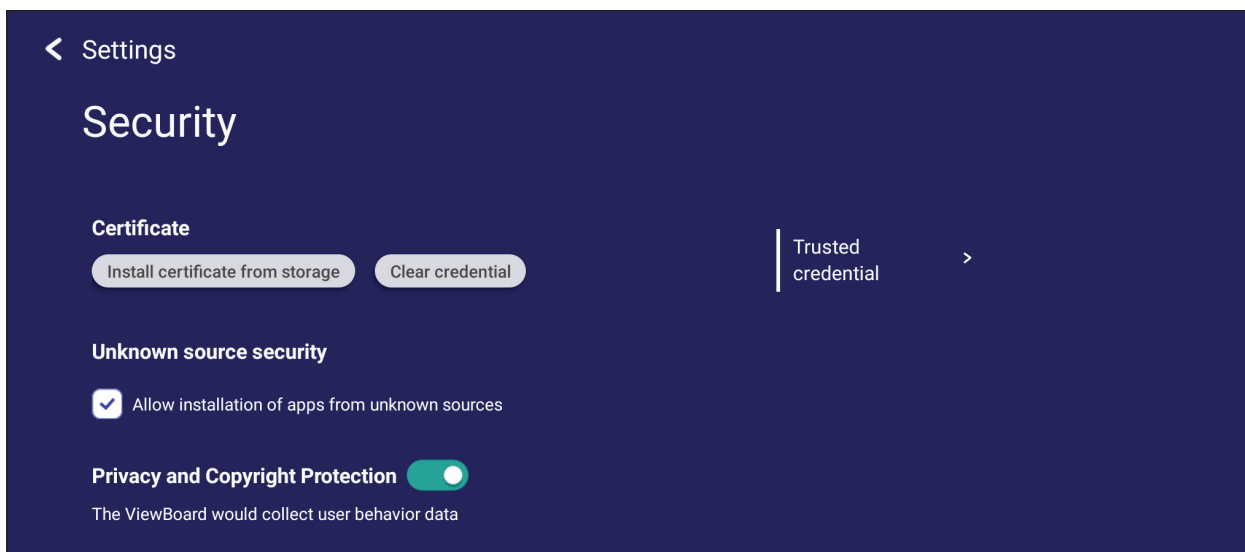 Settings
Security
Certificate
Install certificate from storage
Clear credential
Trusted
credential
Unknown source security
Allow installation of apps from unknown sources
Privacy and Copyright Protection
The ViewBoard would collect user behavior data